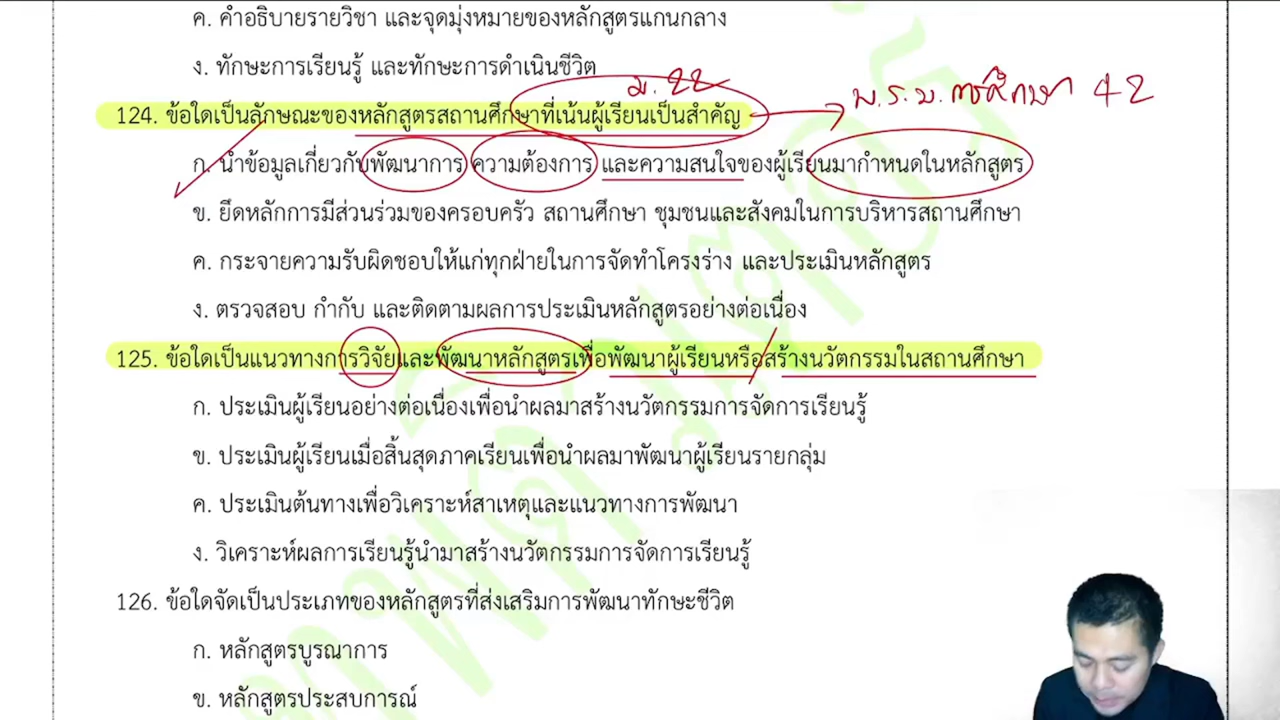 ค. คำอธิบายรายวิชา และจุดมุ่งหมายของหลักสูตรแกนกลาง
ง. ทักษะการเรียนรู้ และทักษะการดำเนินชีวิต
ม. 22
124. ข้อใดเป็นลักษณะของหลักสูตรสถานศึกษาที่เน้นผู้เรียนเป็นสำคัญ
พ.ร.บ. การศึกษา 42
ก. นำข้อมูลเกี่ยวกับพัฒนาการ ความต้องการ และความสนใจของผู้เรียนมากำหนดในหลักสูตร
ข. ยึดหลักการมีส่วนร่วมของครอบครัว สถานศึกษา ชุมชนและสังคมในการบริหารสถานศึกษา
ค. กระจายความรับผิดชอบให้แก่ทุกฝ่ายในการจัดทำโครงร่าง และประเมินหลักสูตร
ง. ตรวจสอบ กำกับ และติดตามผลการประเมินหลักสูตรอย่างต่อเนื่อง
125. ข้อใดเป็นแนวทางการวิจัยและพัฒนาหลักสูตรเพื่อพัฒนาผู้เรียนหรือสร้างนวัตกรรมในสถานศึกษา
ก. ประเมินผู้เรียนอย่างต่อเนื่องเพื่อนำผลมาสร้างนวัตกรรมการจัดการเรียนรู้
ข. ประเมินผู้เรียนเมื่อสิ้นสุดภาคเรียนเพื่อนำผลมาพัฒนาผู้เรียนรายกลุ่ม
ค. ประเมินต้นทางเพื่อวิเคราะห์สาเหตุและแนวทางการพัฒนา
ง. วิเคราะห์ผลการเรียนรู้นำมาสร้างนวัตกรรมการจัดการเรียนรู้
126. ข้อใดจัดเป็นประเภทของหลักสูตรที่ส่งเสริมการพัฒนาทักษะชีวิต
ก. หลักสูตรบูรณาการ
ข. หลักสูตรประสบการณ์